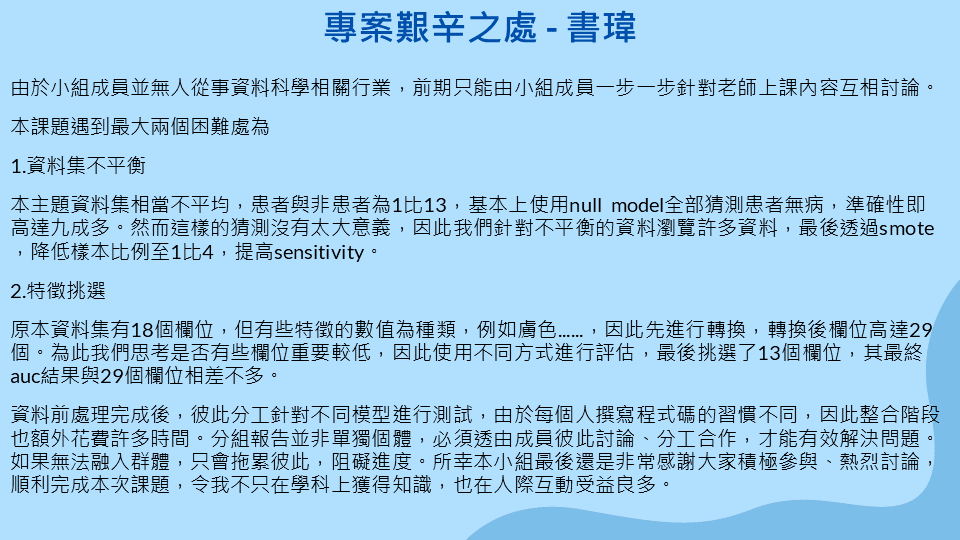 專案艱辛之處 - 書瑋
由於小組成員並無人從事資料科學相關行業，前期只能由小組成員一步一步針對老師上課內容互相討論。
本課題遇到最大兩個困難處為
1.資料集不平衡
本主題資料集相當不平均，患者與非患者為1比13，基本上使用null model全部猜測患者無病，準確性即
高達九成多。然而這樣的猜測沒有太大意義，因此我們針對不平衡的資料瀏覽許多資料，最後透過smote
，降低樣本比例至1比4，提高sensitivity。
2.特徵挑選
原本資料集有18個欄位，但有些特徵的數值為種類，例如膚色......，因此先進行轉換，轉換後欄位高達29
個。為此我們思考是否有些欄位重要較低，因此使用不同方式進行評估，最後挑選了13個欄位，其最終
auc結果與29個欄位相差不多。
資料前處理完成後，彼此分工針對不同模型進行測試，由於每個人撰寫程式碼的習慣不同，因此整合階段
也額外花費許多時間。分組報告並非單獨個體，必須透由成員彼此討論、分工合作，才能有效解決問題。
如果無法融入群體，只會拖累彼此，阻礙進度。所幸本小組最後還是非常感謝大家積極參與、熱烈討論，
順利完成本次課題，令我不只在學科上獲得知識，也在人際互動受益良多。